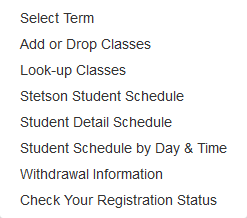 Select Term
Add or Drop Classes
Look-up Classes
Stetson Student Schedule
Student Detail Schedule
Student Schedule by Day & Time
Withdrawal Information
Check Your Registration Status